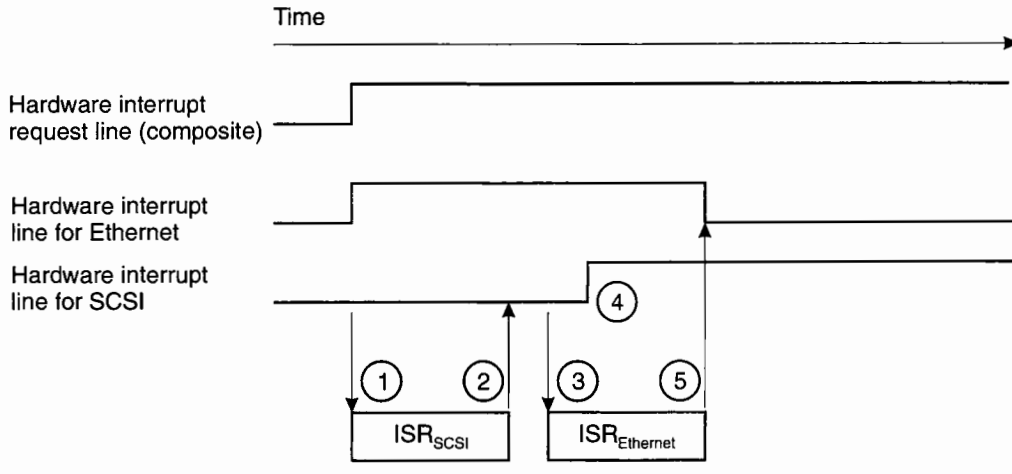 Time
Hardware interrupt
request line (composite)
Hardware interrupt
line for Ethernet
Hardware interrupt
line for SCSI
4
1
2
3
5
ISRSCSI
ISREthernet